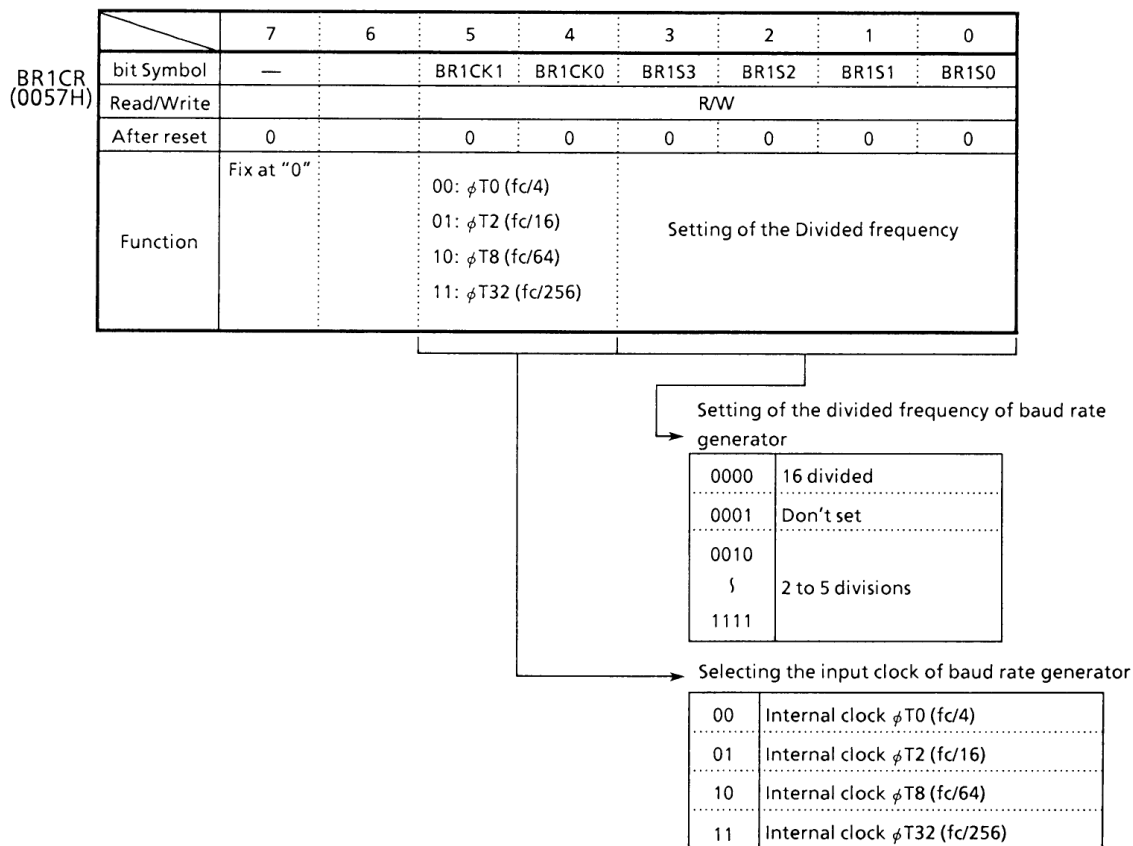 7 6 5 4 3 2 1 0
BR1CR
(0057H)
bit Symbol — BR1CK1 BR1CK0 BR1S3 BR1S2 BR1S1 BR1S0
Read/Write R/W
After reset 0 0 0 0 0 0 0
Function
Fix at "0"
00: φT0 (fc/4)
01: φT2 (fc/16)
10: φT8 (fc/64)
11: φT32 (fc/256)
Setting of the Divided frequency
Setting of the divided frequency of baud rate
generator
0000 16 divided
0001 Don't set
0010
∫
1111
2 to 5 divisions
Selecting the input clock of baud rate generator
00 Internal clock φT0 (fc/4)
01 Internal clock φT2 (fc/16)
10 Internal clock φT8 (fc/64)
11 Internal clock φT32 (fc/256)